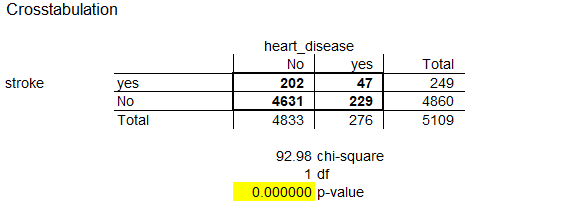 Crosstabulation
heart_disease
No yes Total
stroke yes 202 47 249
No 4631 229 4860
Total 4833 276 5109
92.98 chi-square
1 df
0.000000 p-value